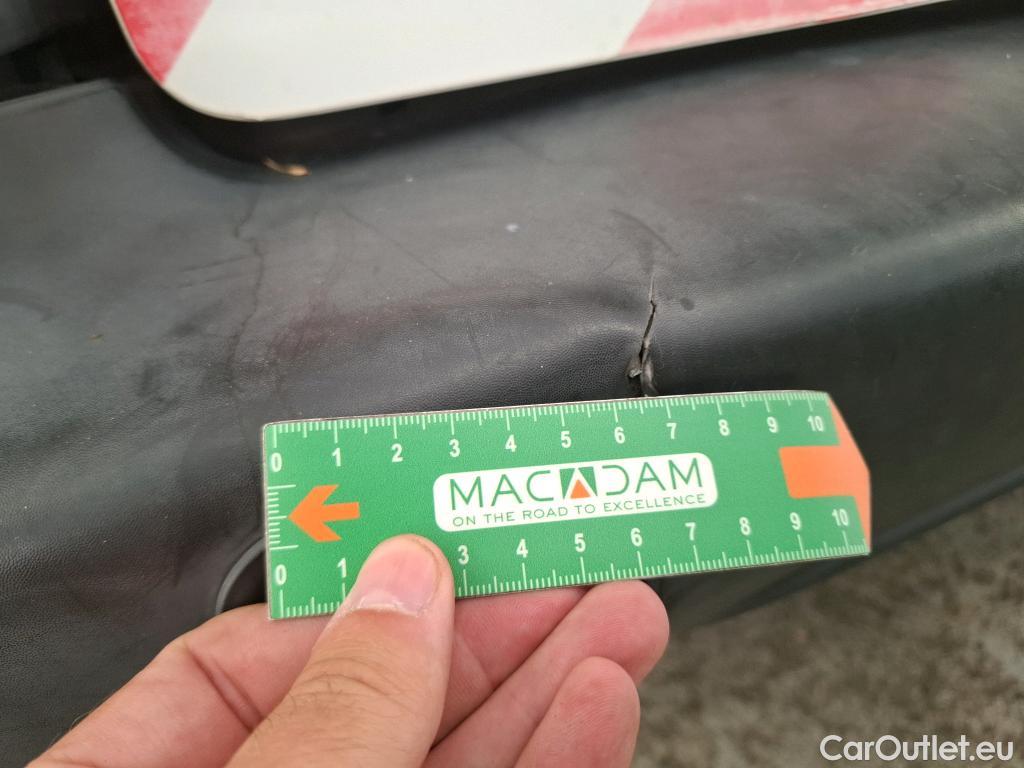 0 1 2 3 4 5 6 7 8 9 10
MACADAM
ON THE ROAD TO EXCELLENCE
0 1 3 4 5 6 7 8 9 10
CarOutlet.eu